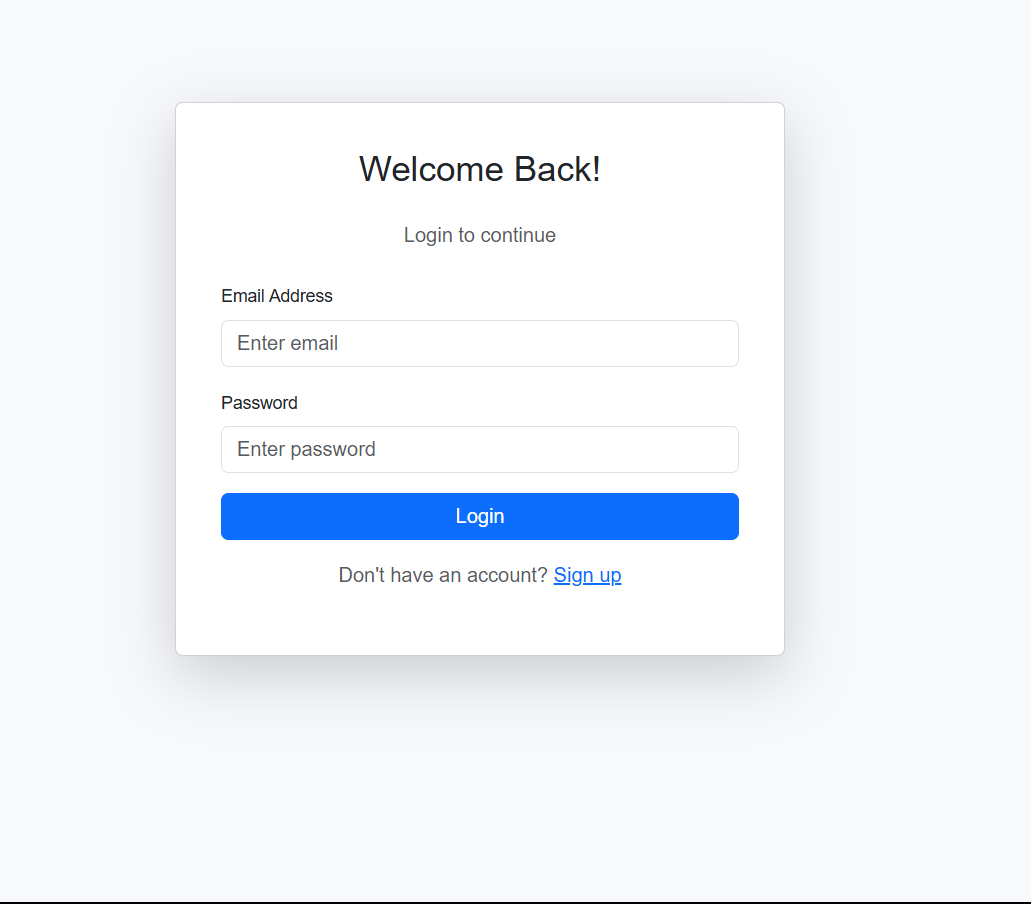 Welcome Back!
Login to continue
Email Address
Enter email
Password
Enter password
Login
Don't have an account? Sign up